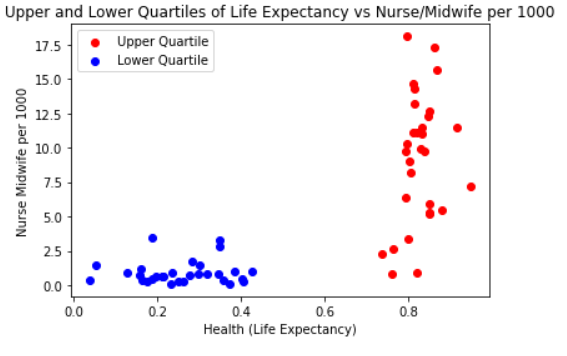 Upper and Lower Quartiles of Life Expectancy vs Nurse/Midwife per 1000
Upper Quartile
Lower Quartile
17.5
15.0
12.5
10.0
7.5
5.0
2.5
0.0
Nurse Midwife per 1000
0.0 0.2 0.4 0.6 0.8
Health (Life Expectancy)